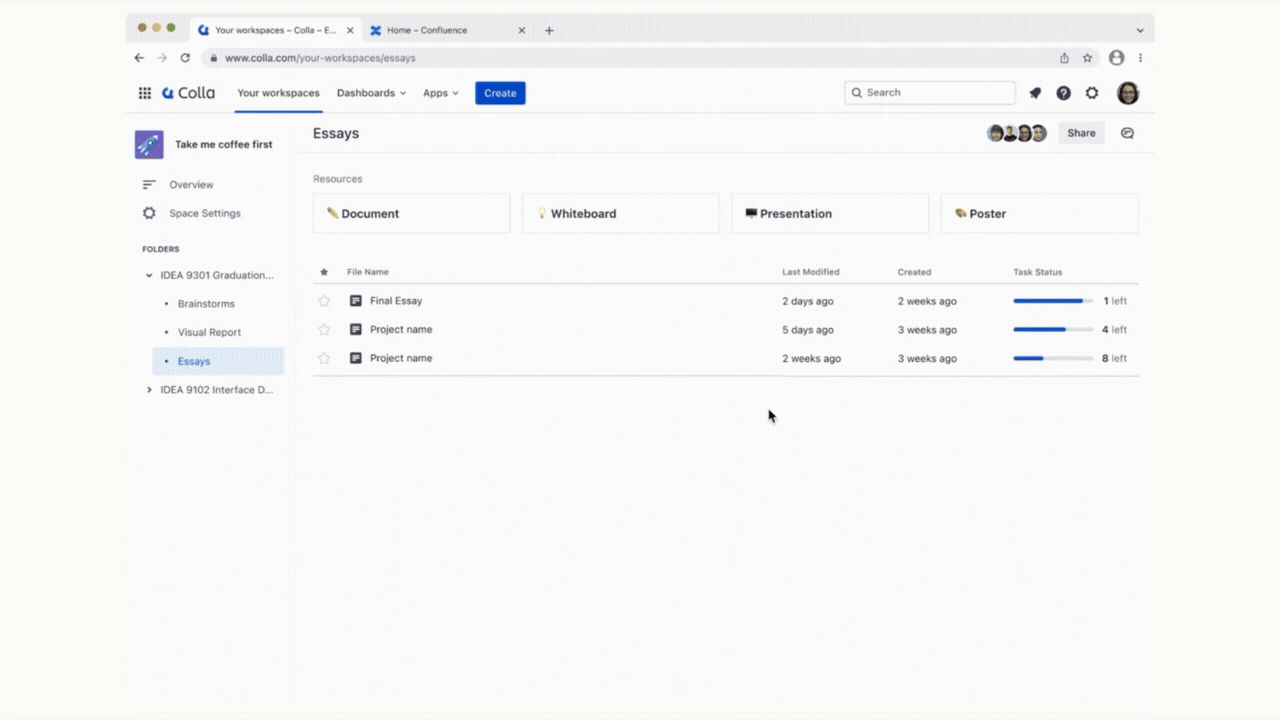 Your workspaces – Colla – E...
Home – Confluence
www.colla.com/your-workspaces/essays
Colla
Your workspaces
Dashboards
Apps
Create
Search
Take me coffee first
Essays
Share
Overview
Space Settings
Resources
Document
Whiteboard
Presentation
Poster
FOLDERS
IDEA 9301 Graduation...
Brainstorms
Visual Report
Essays
IDEA 9102 Interface D...
File Name Last Modified Created Task Status
Final Essay 2 days ago 2 weeks ago 1 left
Project name 5 days ago 3 weeks ago 4 left
Project name 2 weeks ago 3 weeks ago 8 left